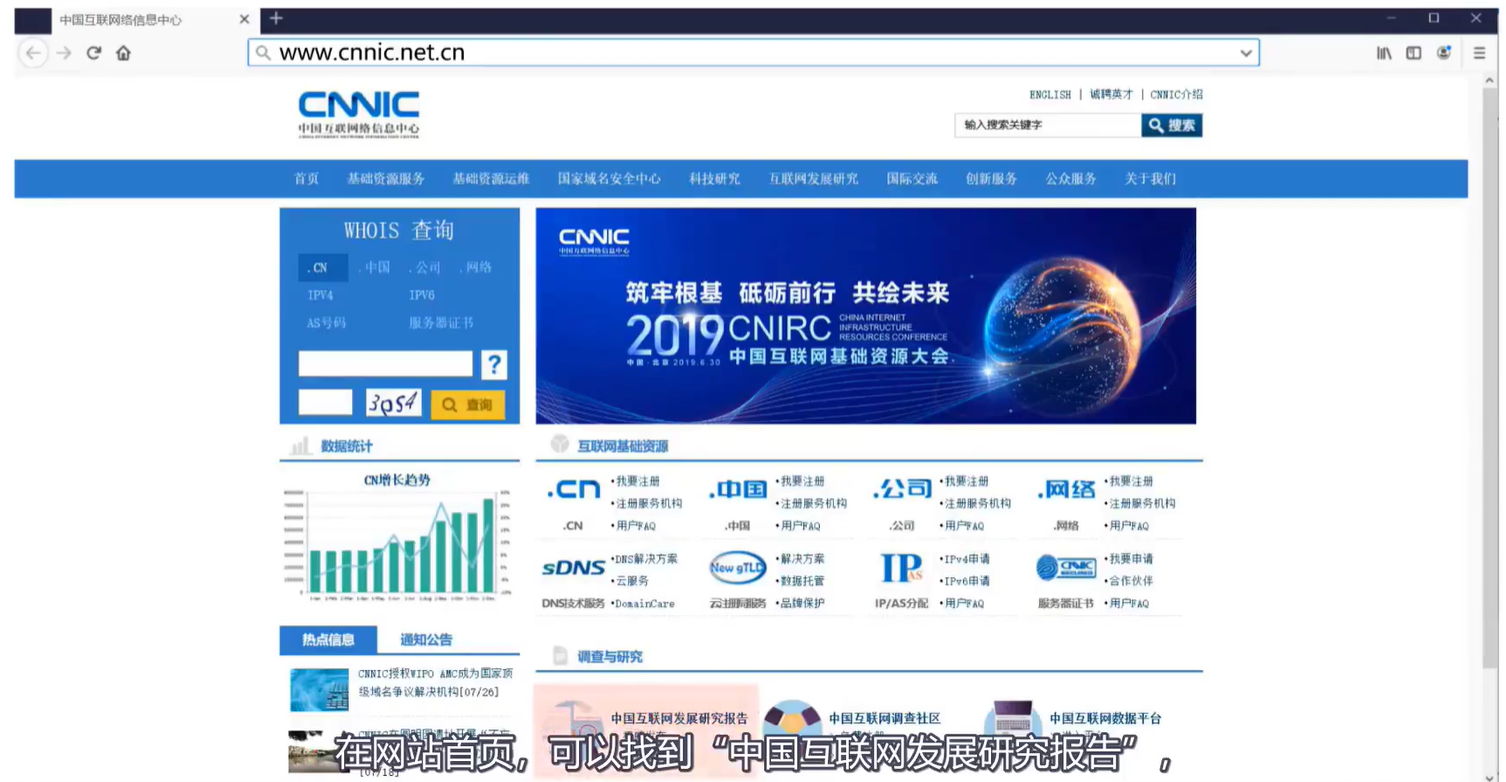 中国互联网络信息中心
www.cnnic.net.cn
CNNIC
中国互联网络信息中心
ENGLISH | 诚聘英才 | CNNIC介绍
输入搜索关键字 搜索
首页 基础资源服务 基础资源运维 国家域名安全中心 科技研究 互联网发展研究 国际交流 创新服务 公众服务 关于我们
WHOIS 查询
.CN .中国 .公司 .网络
IPV4 IPV6
AS号码 服务器证书
?
3954 查询
CNNIC
中国互联网络信息中心
筑牢根基 砥砺前行 共绘未来
2019 CNIRC CHINA INTERNET INFRASTRUCTURE RESOURCES CONFERENCE
中国·北京 2019.6.30 中国互联网基础资源大会
数据统计
CN增长趋势
互联网基础资源
.CN ·我要注册 ·注册服务机构 ·用户FAQ
.CN
.中国 ·我要注册 ·注册服务机构 ·用户FAQ
.中国
.公司 ·我要注册 ·注册服务机构 ·用户FAQ
.公司
.网络 ·我要注册 ·注册服务机构 ·用户FAQ
.网络
sDNS ·DNS解决方案 ·云服务 ·DomainCare
DNS技术服务
New gTLD ·解决方案 ·数据托管 ·品牌保护
云注册局服务
IP AS ·IPv4申请 ·IPv6申请 ·用户FAQ
IP/AS分配
CNNIC ·我要申请 ·合作伙伴 ·用户FAQ
服务器证书
热点信息 通知公告
CNNIC授权WIPO AMC成为国家顶
级域名争议解决机构[07/26]
[07/18]
调查与研究
中国互联网发展研究报告
中国互联网调查社区
中国互联网数据平台
在网站首页，可以找到“中国互联网发展研究报告”，